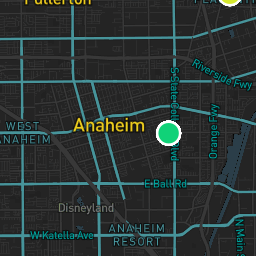 Fullerton
Riverside Fwy
S State College Blvd
Orange Fwy
WEST
ANAHEIM
Anaheim
E Ball Rd
Disneyland
W Katella Ave
ANAHEIM
RESORT
N Main